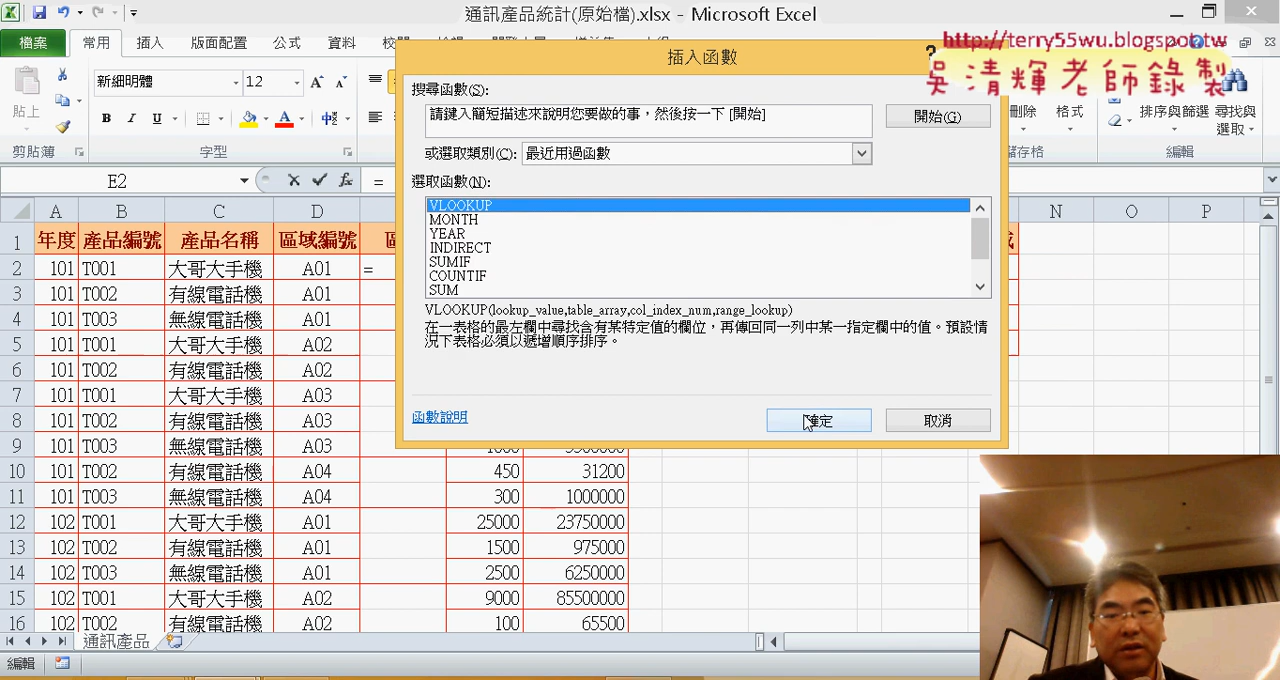 通訊產品統計(原始檔).xlsx - Microsoft Excel
檔案 常用 插入 版面配置 公式 資料
http://terry55wu.blogspot.tw
吳清輝老師錄製
新細明體 12
貼上 B I U A 刪除 格式 排序與篩選 尋找與選取
剪貼簿 字型 編輯
插入函數
搜尋函數(S):
請鍵入簡短描述來說明您要做的事，然後按一下 [開始]
開始(G)
或選取類別(C): 最近用過函數
選取函數(N):
VLOOKUP
MONTH
YEAR
INDIRECT
SUMIF
COUNTIF
SUM
VLOOKUP(lookup_value,table_array,col_index_num,range_lookup)
在一表格的最左欄中尋找含有某特定值的欄位，再傳回同一列中某一指定欄中的值。預設情
況下表格必須以遞增順序排序。
函數說明 確定 取消
E2 fx =
A B C D N O P
1 年度 產品編號 產品名稱 區域編號
2 101 T001 大哥大手機 A01 =
3 101 T002 有線電話機 A01
4 101 T003 無線電話機 A01
5 101 T001 大哥大手機 A02
6 101 T002 有線電話機 A02
7 101 T001 大哥大手機 A03
8 101 T002 有線電話機 A03
9 101 T003 無線電話機 A03
10 101 T002 有線電話機 A04 450 31200
11 101 T003 無線電話機 A04 300 1000000
12 102 T001 大哥大手機 A01 25000 23750000
13 102 T002 有線電話機 A01 1500 975000
14 102 T003 無線電話機 A01 2500 6250000
15 102 T001 大哥大手機 A02 9000 85500000
16 102 T002 有線電話機 A02 100 65500
通訊產品
編輯